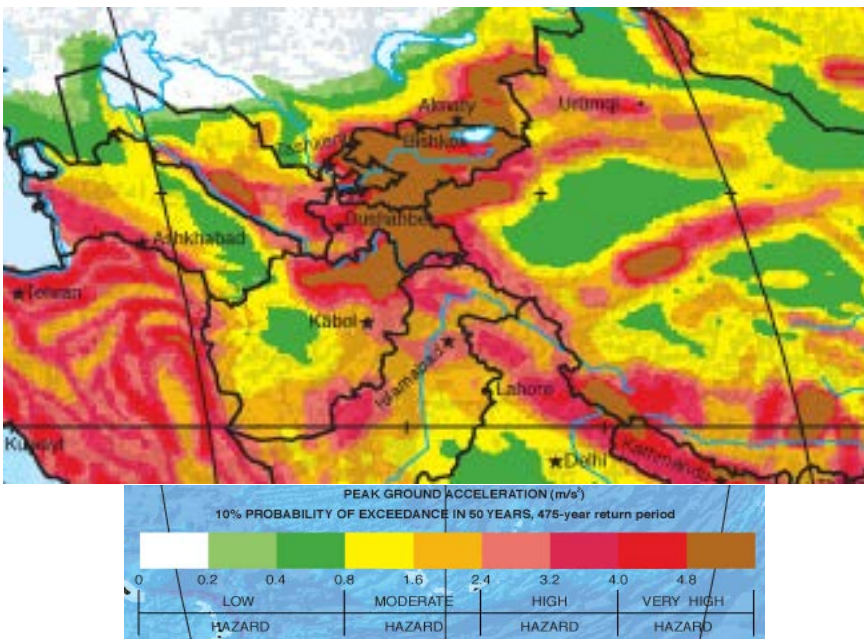 Almaty
Urümqi
Bishkek
Tashkent
Dushanbe
Ashkhabad
Tehran
Kabol
Islamabad
Lahore
Kuwayt
Delhi
Kathmandu
PEAK GROUND ACCELERATION (m/s²)
10% PROBABILITY OF EXCEEDANCE IN 50 YEARS, 475-year return period
0 0.2 0.4 0.8 1.6 2.4 3.2 4.0 4.8
LOW MODERATE HIGH VERY HIGH
HAZARD HAZARD HAZARD HAZARD